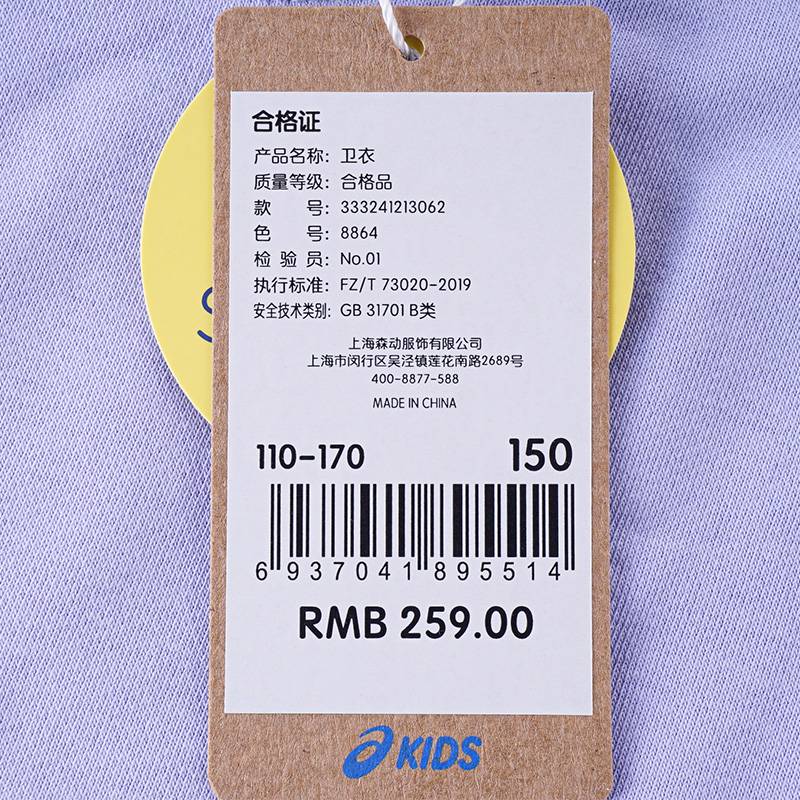 合格证
产品名称：卫衣
质量等级：合格品
款　号：333241213062
色　号：8864
检 验 员：No.01
执行标准：FZ/T 73020-2019
安全技术类别：GB 31701 B类
上海森动服饰有限公司
上海市闵行区吴泾镇莲花南路2689号
400-8877-588
MADE IN CHINA
110-170 150
6 937041 895514
RMB 259.00
KIDS